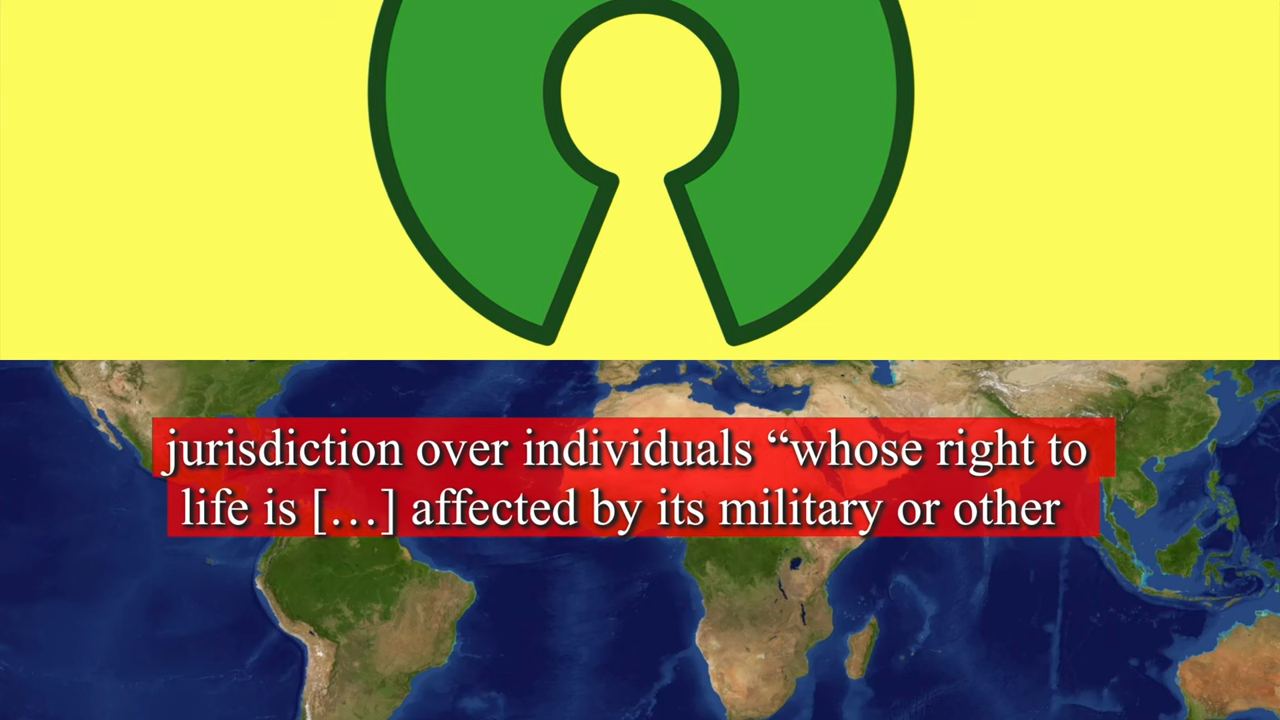 jurisdiction over individuals “whose right to
life is […] affected by its military or other